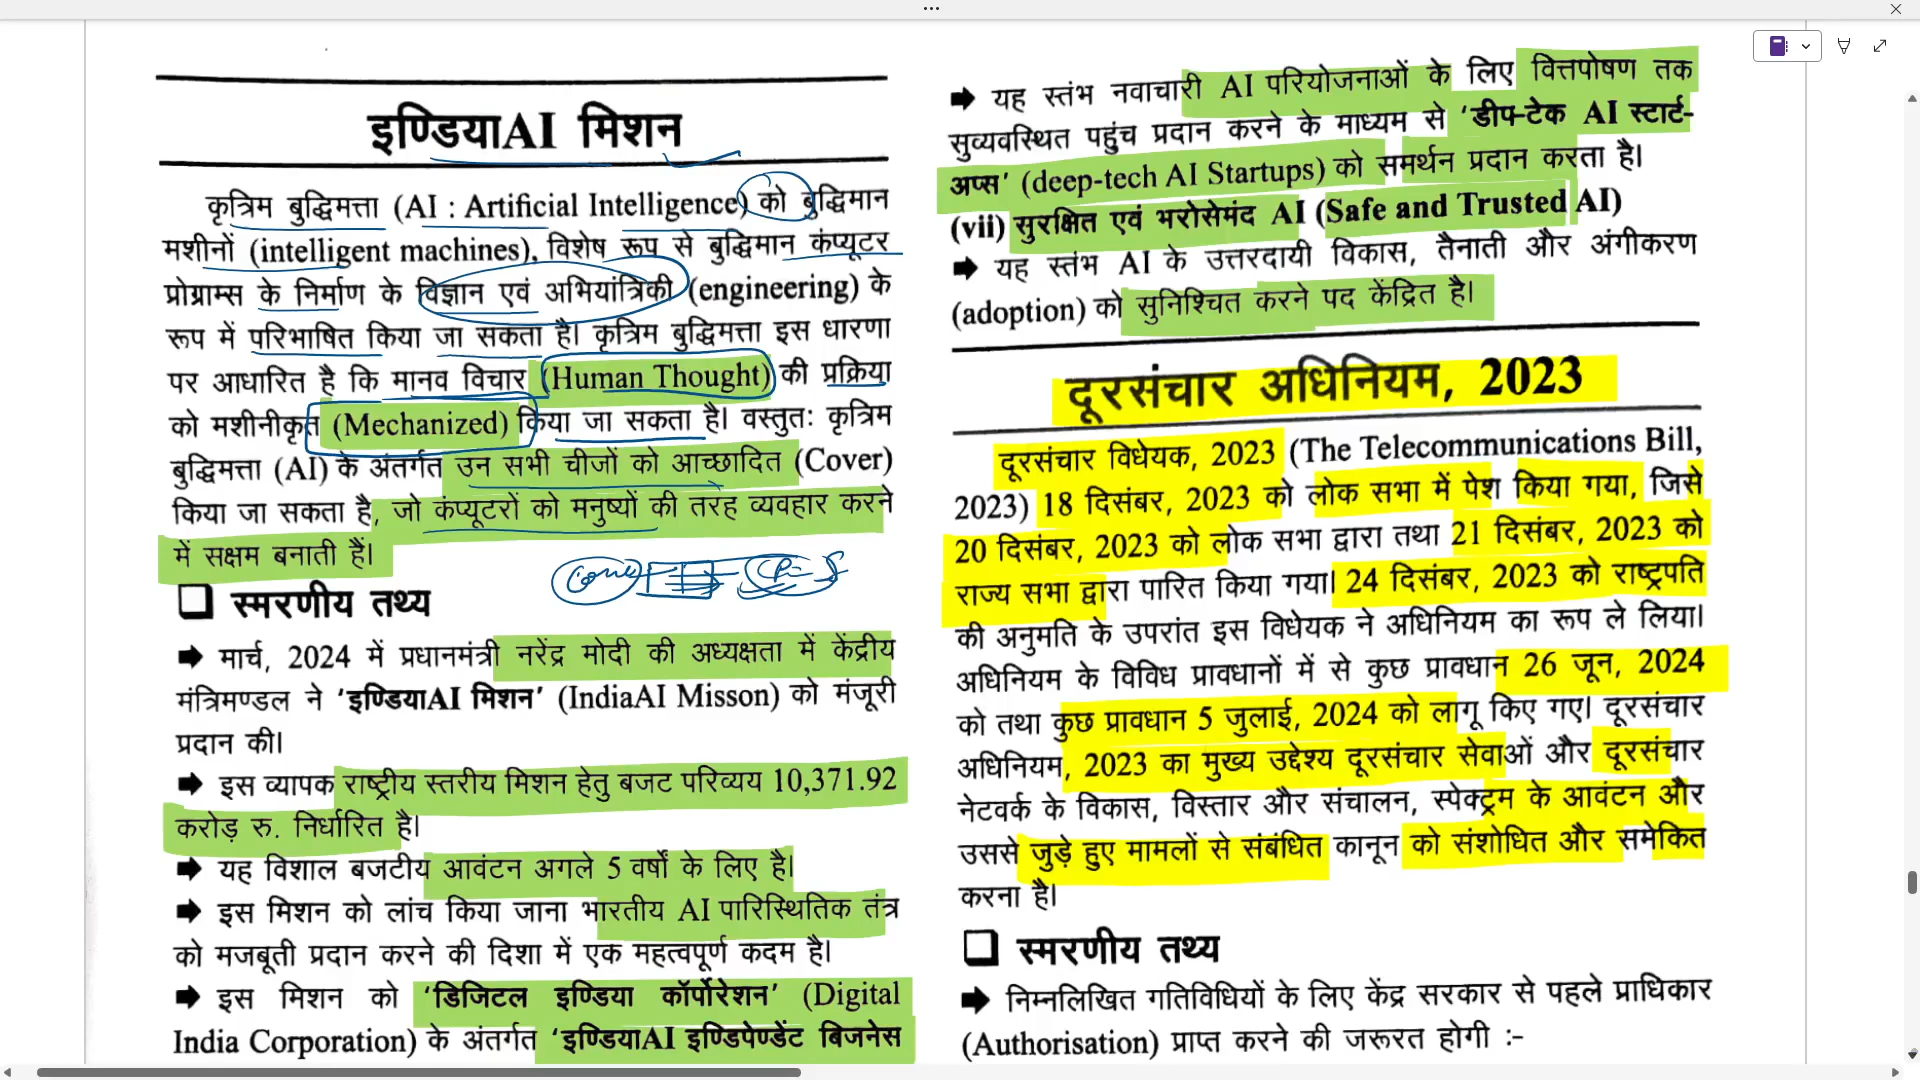 इण्डियाAI मिशन
कृत्रिम बुद्धिमत्ता (AI : Artificial Intelligence) को बुद्धिमान
मशीनों (intelligent machines), विशेष रूप से बुद्धिमान कंप्यूटर
प्रोग्राम्स के निर्माण के विज्ञान एवं अभियांत्रिकी (engineering) के
रूप में परिभाषित किया जा सकता है। कृत्रिम बुद्धिमत्ता इस धारणा
पर आधारित है कि मानव विचार (Human Thought) की प्रक्रिया
को मशीनीकृत (Mechanized) किया जा सकता है। वस्तुतः कृत्रिम
बुद्धिमत्ता (AI) के अंतर्गत उन सभी चीजों को आच्छादित (Cover)
किया जा सकता है, जो कंप्यूटरों को मनुष्यों की तरह व्यवहार करने
में सक्षम बनाती हैं।
स्मरणीय तथ्य
मार्च, 2024 में प्रधानमंत्री नरेंद्र मोदी की अध्यक्षता में केंद्रीय
मंत्रिमण्डल ने ‘इण्डियाAI मिशन’ (IndiaAI Misson) को मंजूरी
प्रदान की।
इस व्यापक राष्ट्रीय स्तरीय मिशन हेतु बजट परिव्यय 10,371.92
करोड़ रु. निर्धारित है।
यह विशाल बजटीय आवंटन अगले 5 वर्षों के लिए है।
इस मिशन को लांच किया जाना भारतीय AI पारिस्थितिक तंत्र
को मजबूती प्रदान करने की दिशा में एक महत्वपूर्ण कदम है।
इस मिशन को ‘डिजिटल इण्डिया कॉर्पोरेशन’ (Digital
India Corporation) के अंतर्गत ‘इण्डियाAI इण्डिपेण्डेंट बिजनेस
यह स्तंभ नवाचारी AI परियोजनाओं के लिए वित्तपोषण तक
सुव्यवस्थित पहुंच प्रदान करने के माध्यम से ‘डीप-टेक AI स्टार्ट-
अप्स’ (deep-tech AI Startups) को समर्थन प्रदान करता है।
(vii) सुरक्षित एवं भरोसेमंद AI (Safe and Trusted AI)
यह स्तंभ AI के उत्तरदायी विकास, तैनाती और अंगीकरण
(adoption) को सुनिश्चित करने पद केंद्रित है।
दूरसंचार अधिनियम, 2023
दूरसंचार विधेयक, 2023 (The Telecommunications Bill,
2023) 18 दिसंबर, 2023 को लोक सभा में पेश किया गया, जिसे
20 दिसंबर, 2023 को लोक सभा द्वारा तथा 21 दिसंबर, 2023 को
राज्य सभा द्वारा पारित किया गया। 24 दिसंबर, 2023 को राष्ट्रपति
की अनुमति के उपरांत इस विधेयक ने अधिनियम का रूप ले लिया।
अधिनियम के विविध प्रावधानों में से कुछ प्रावधान 26 जून, 2024
को तथा कुछ प्रावधान 5 जुलाई, 2024 को लागू किए गए। दूरसंचार
अधिनियम, 2023 का मुख्य उद्देश्य दूरसंचार सेवाओं और दूरसंचार
नेटवर्क के विकास, विस्तार और संचालन, स्पेक्ट्रम के आवंटन और
उससे जुड़े हुए मामलों से संबंधित कानून को संशोधित और समेकित
करना है।
स्मरणीय तथ्य
निम्नलिखित गतिविधियों के लिए केंद्र सरकार से पहले प्राधिकार
(Authorisation) प्राप्त करने की जरूरत होगी :-